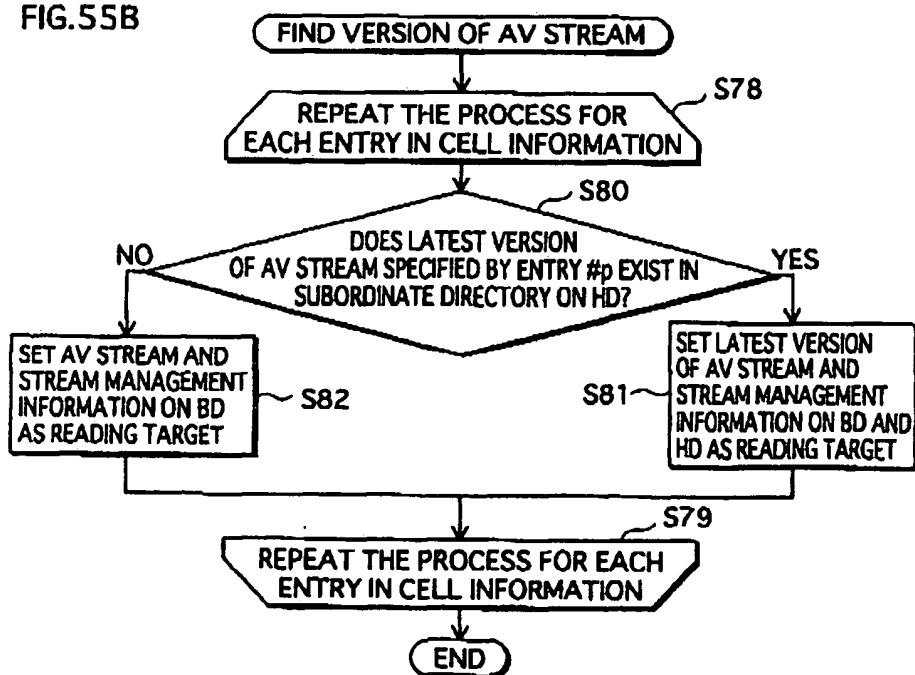 FIG.55B
FIND VERSION OF AV STREAM
S78
REPEAT THE PROCESS FOR
EACH ENTRY IN CELL INFORMATION
S80
DOES LATEST VERSION
OF AV STREAM SPECIFIED BY ENTRY #p EXIST IN
SUBORDINATE DIRECTORY ON HD?
NO
YES
SET AV STREAM AND
STREAM MANAGEMENT
INFORMATION ON BD
AS READING TARGET
S82
S81
SET LATEST VERSION
OF AV STREAM AND
STREAM MANAGEMENT
INFORMATION ON BD AND
HD AS READING TARGET
S79
REPEAT THE PROCESS FOR EACH
ENTRY IN CELL INFORMATION
END